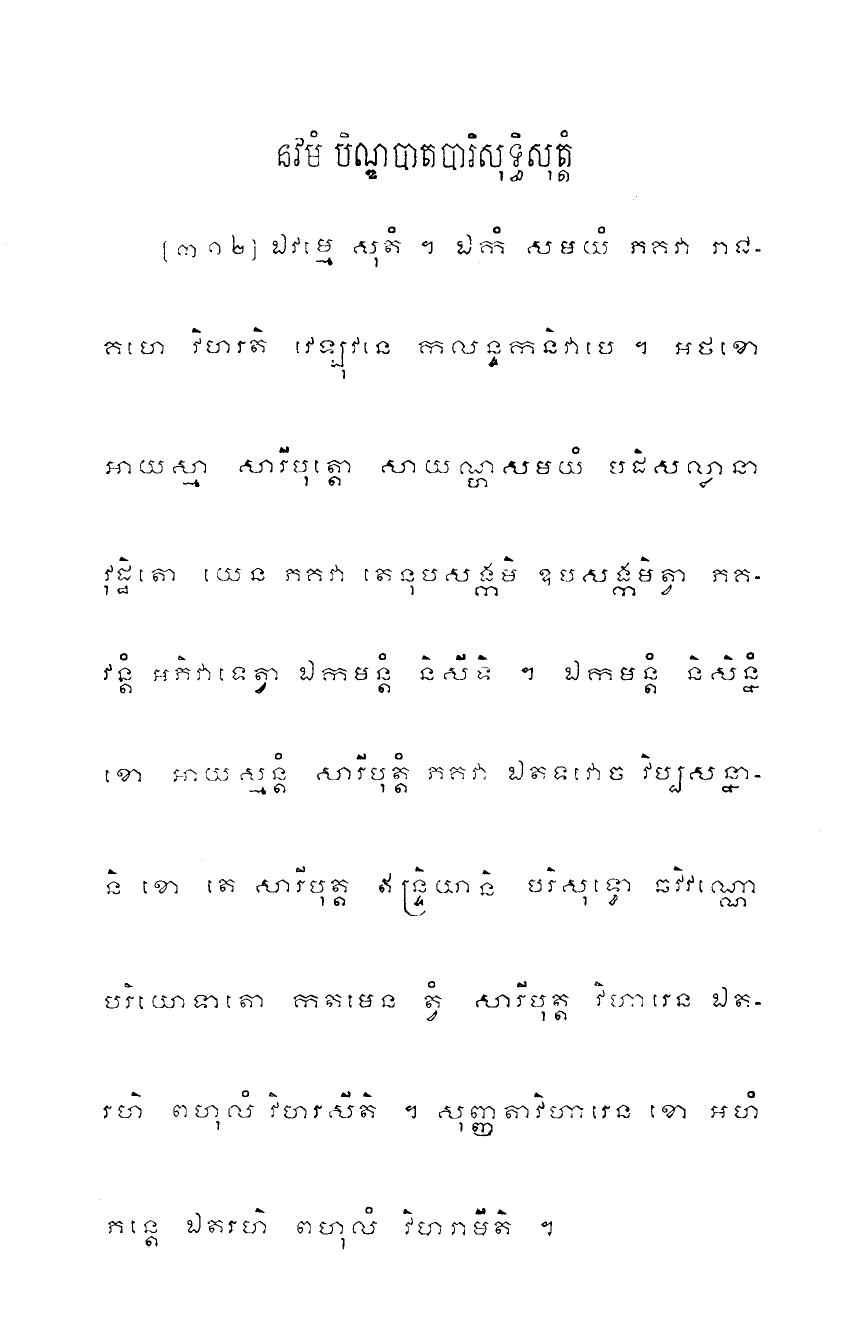 នវមំ បិណ្ឌបាតបារិសុទ្ធិសុត្តំ
[៣១២] ឯវម្មេ សុតំ ។ ឯកំ សមយំ ភគវា រាជ-
គហេ វិហរតិ វេឡុវនេ កលន្ទកនិវាបេ ។ អថខោ
អាយស្មា សារីបុត្តោ សាយណ្ហសមយំ បដិសល្លានា
វុដ្ឋិតោ យេន ភគវា តេនុបសង្កមិ ឧបសង្កមិត្វា ភគ-
វន្តំ អភិវាទេត្វា ឯកមន្តំ និសីទិ ។ ឯកមន្តំ និសិន្នំ
ខោ អាយស្មន្តំ សារីបុត្តំ ភគវា ឯតទវោច វិប្បសន្នា-
និ ខោ តេ សារីបុត្ត ឥន្ទ្រិយានិ បរិសុទ្ធោ ឆវិវណ្ណោ
បរិយោទាតោ កតមេន ត្វំ សារីបុត្ត វិហារេន ឯត-
រហិ ពហុលំ វិហរសីតិ ។ សុញ្ញតាវិហារេន ខោ អហំ
ភន្តេ ឯតរហិ ពហុលំ វិហរាមីតិ ។